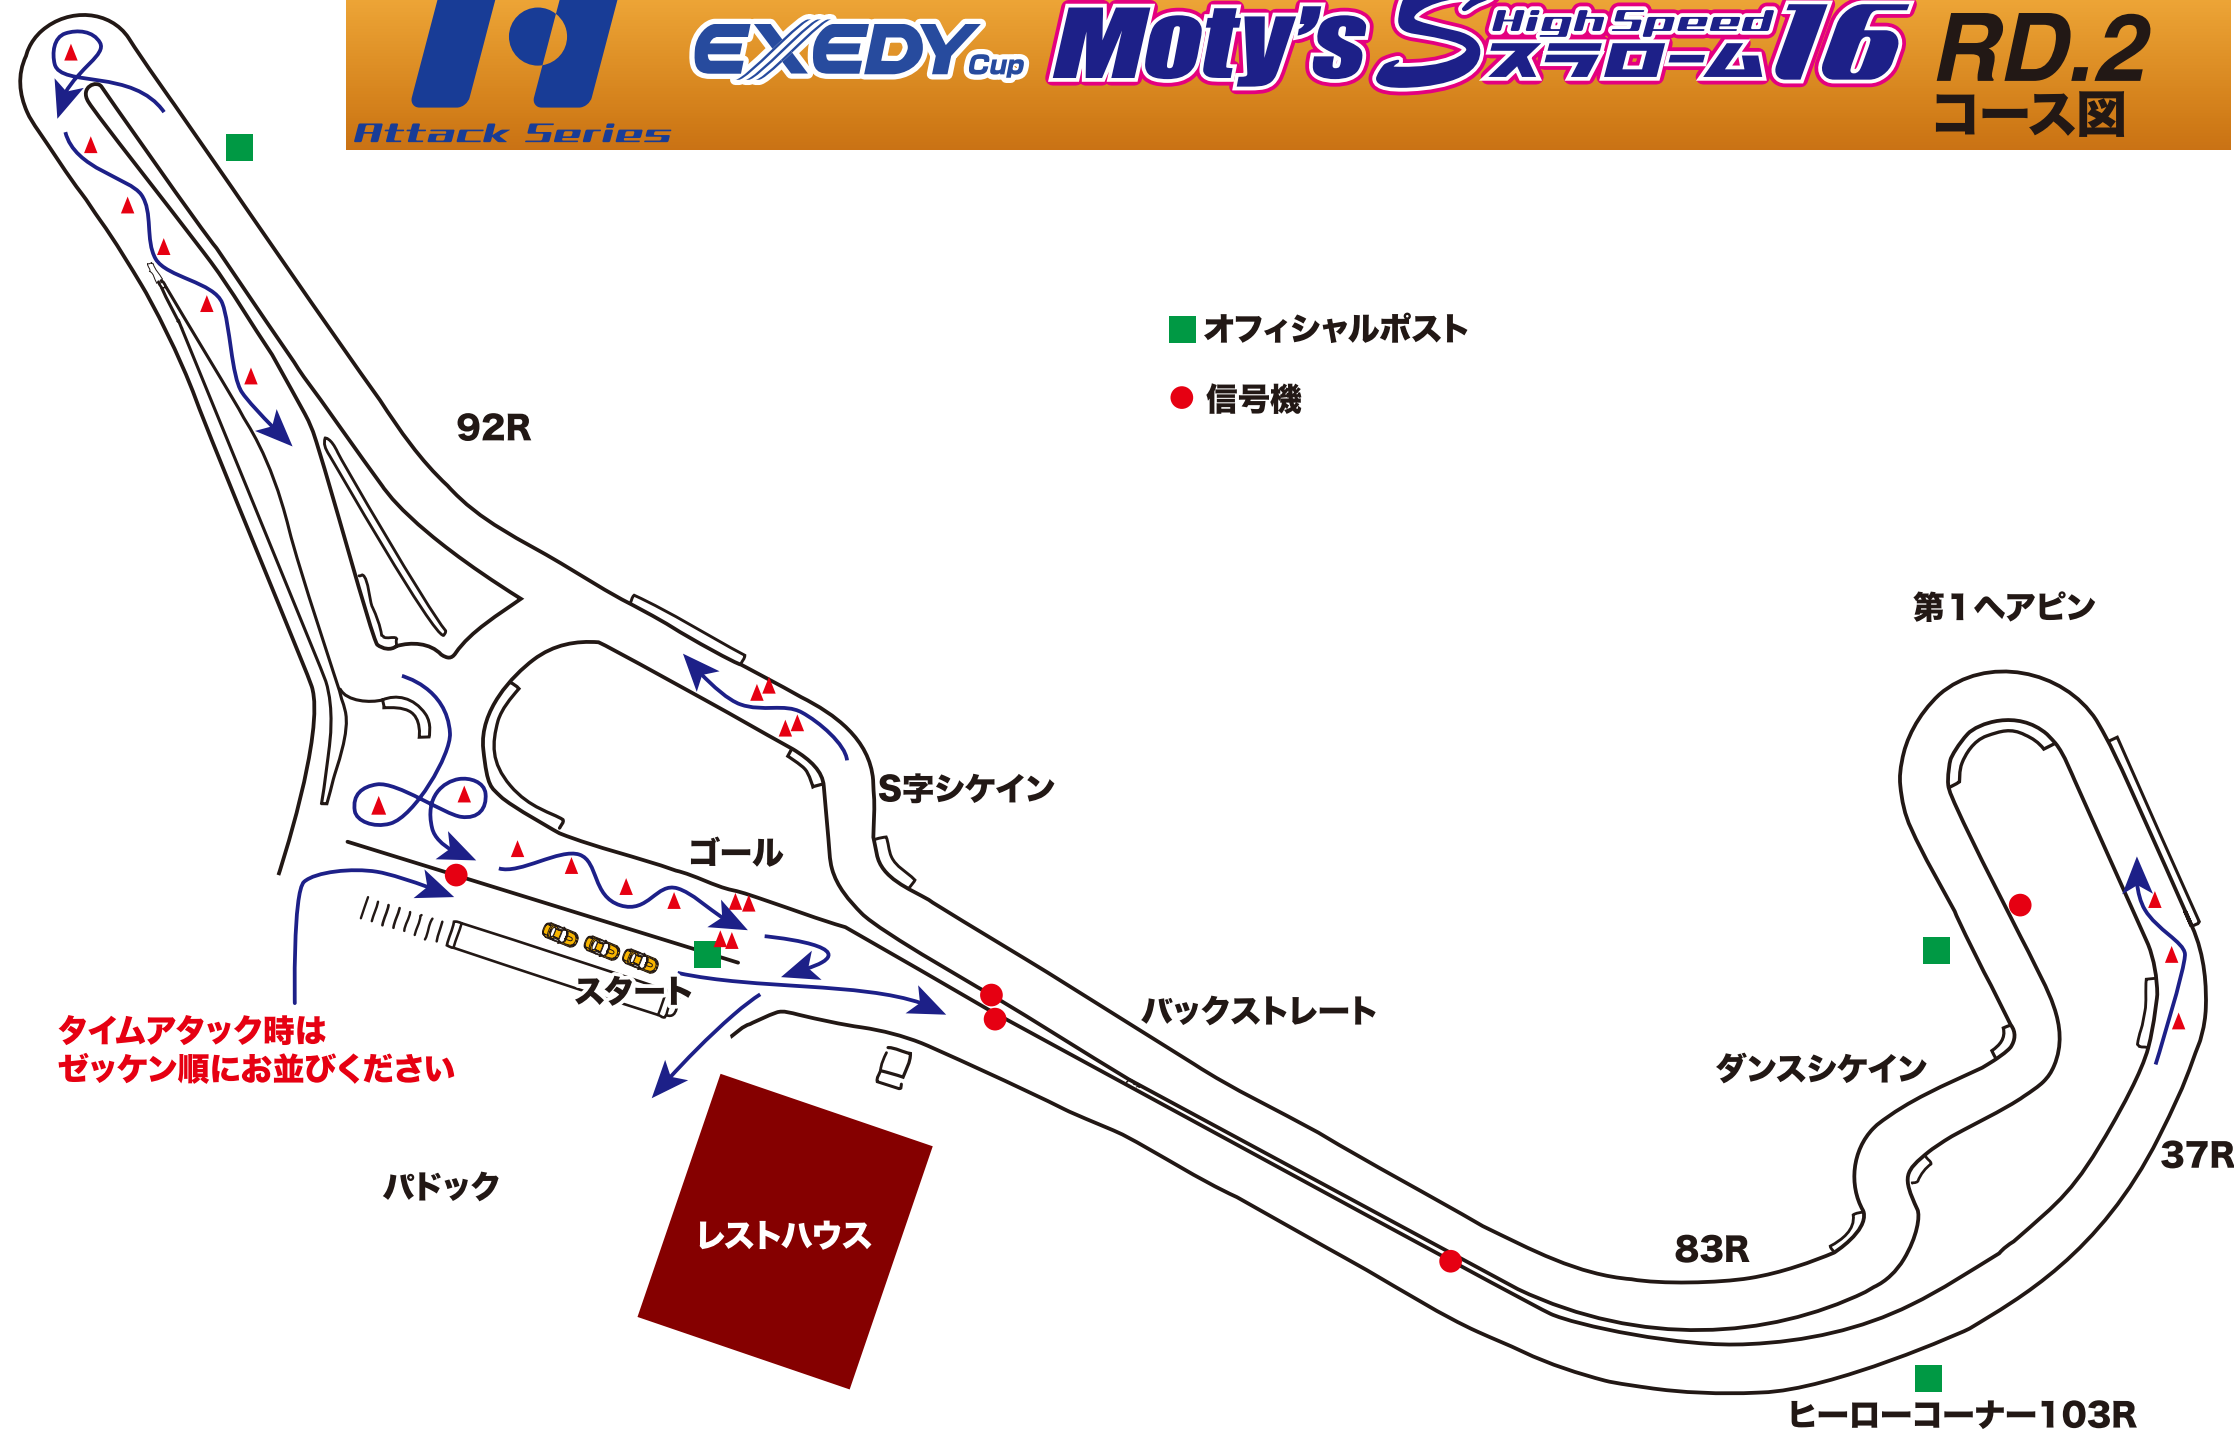 EXEDY Cup
Moty's
High Speed
スラローム16
RD.2
コース図
Attack Series
オフィシャルポスト
信号機
92R
第1ヘアピン
S字シケイン
ゴール
スタート
バックストレート
タイムアタック時は
ゼッケン順にお並びください
ダンスシケイン
37R
パドック
レストハウス
83R
ヒーローコーナー103R